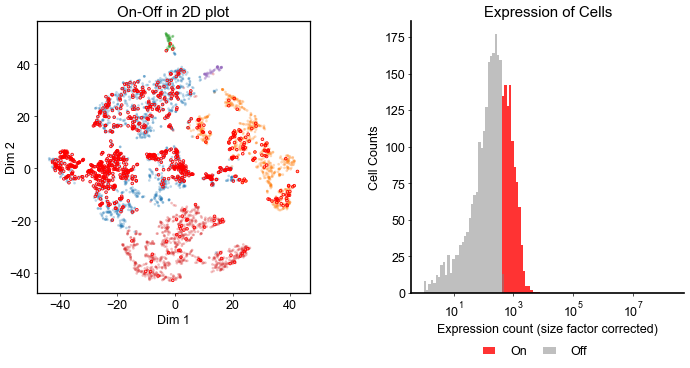 On-Off in 2D plot
Dim 2
40
20
0
−20
−40
−40 −20 0 20 40
Dim 1
Expression of Cells
Cell Counts
175
150
125
100
75
50
25
0
10^1 10^3 10^5 10^7
Expression count (size factor corrected)
On Off